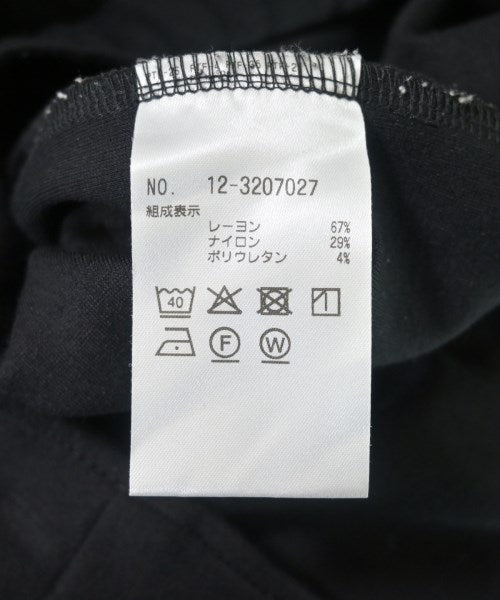 NO. 12-3207027
組成表示
レーヨン 67%
ナイロン 29%
ポリウレタン 4%
40
F W